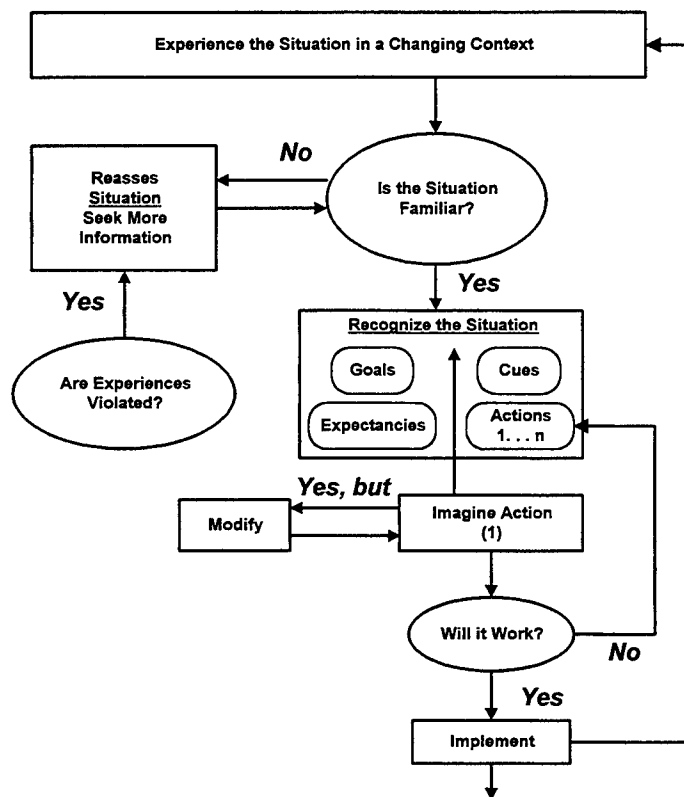 Experience the Situation in a Changing Context
No
Reasses
Situation
Seek More
Information
Is the Situation
Familiar?
Yes
Yes
Are Experiences
Violated?
Recognize the Situation
Goals
Cues
Expectancies
Actions
1. . . n
Yes, but
Modify
Imagine Action
(1)
Will it Work?
No
Yes
Implement